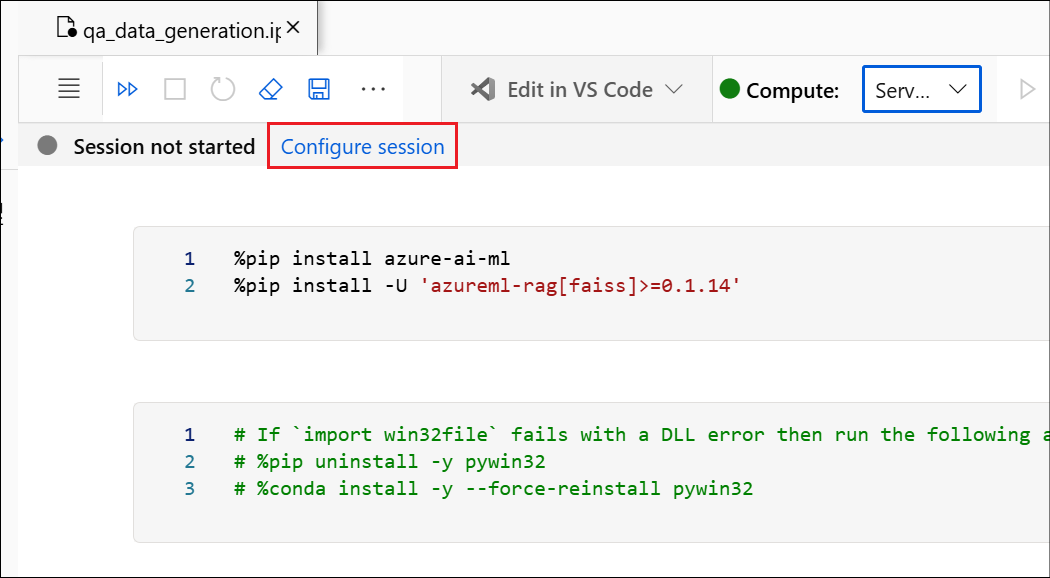 qa_data_generation.ip
Edit in VS Code
Compute:
Serv...
Session not started
Configure session
1 %pip install azure-ai-ml
2 %pip install -U 'azureml-rag[faiss]>=0.1.14'
1 # If `import win32file` fails with a DLL error then run the following
2 # %pip uninstall -y pywin32
3 # %conda install -y --force-reinstall pywin32